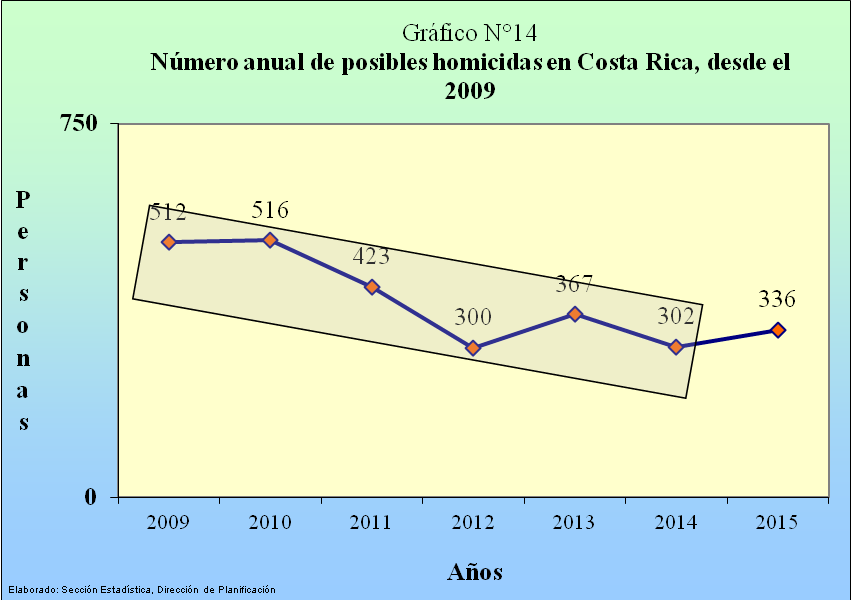 Gráfico N°14
Número anual de posibles homicidas en Costa Rica, desde el
2009
750
Personas
512
516
423
300
367
302
336
0
2009 2010 2011 2012 2013 2014 2015
Años
Elaborado: Sección Estadística, Dirección de Planificación